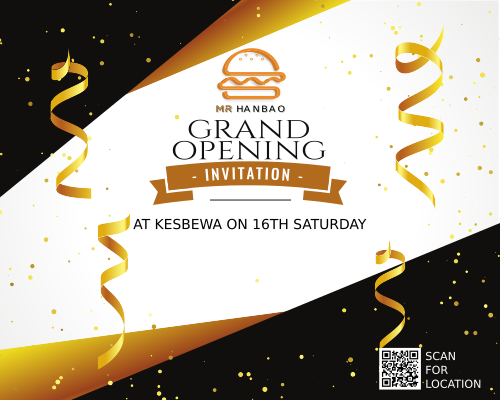 MR HANBAO
GRAND
OPENING
- INVITATION -
AT KESBEWA ON 16TH SATURDAY
SCAN
FOR
LOCATION